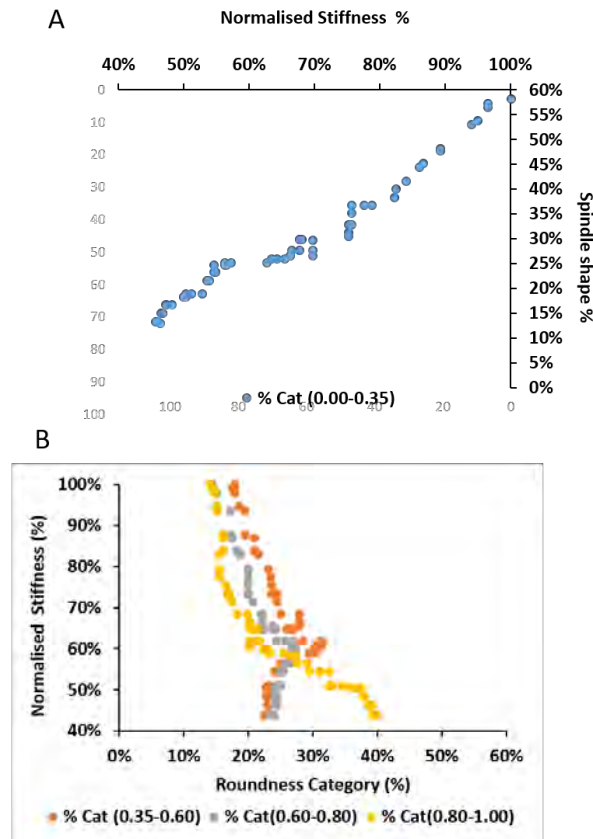 A
Normalised Stiffness %
40% 50% 60% 70% 80% 90% 100%
0 60%
10 55%
20 50%
30 45%
40 40%
50 35%
60 30%
70 25%
80 20%
90 15%
100 10%
5%
0%
Spindle shape %
% Cat (0.00-0.35)
100 80 60 40 20 0
B
100%
90%
80%
70%
60%
50%
40%
Normalised Stiffness (%)
0% 10% 20% 30% 40% 50% 60%
Roundness Category (%)
% Cat (0.35-0.60) % Cat(0.60-0.80) % Cat(0.80-1.00)